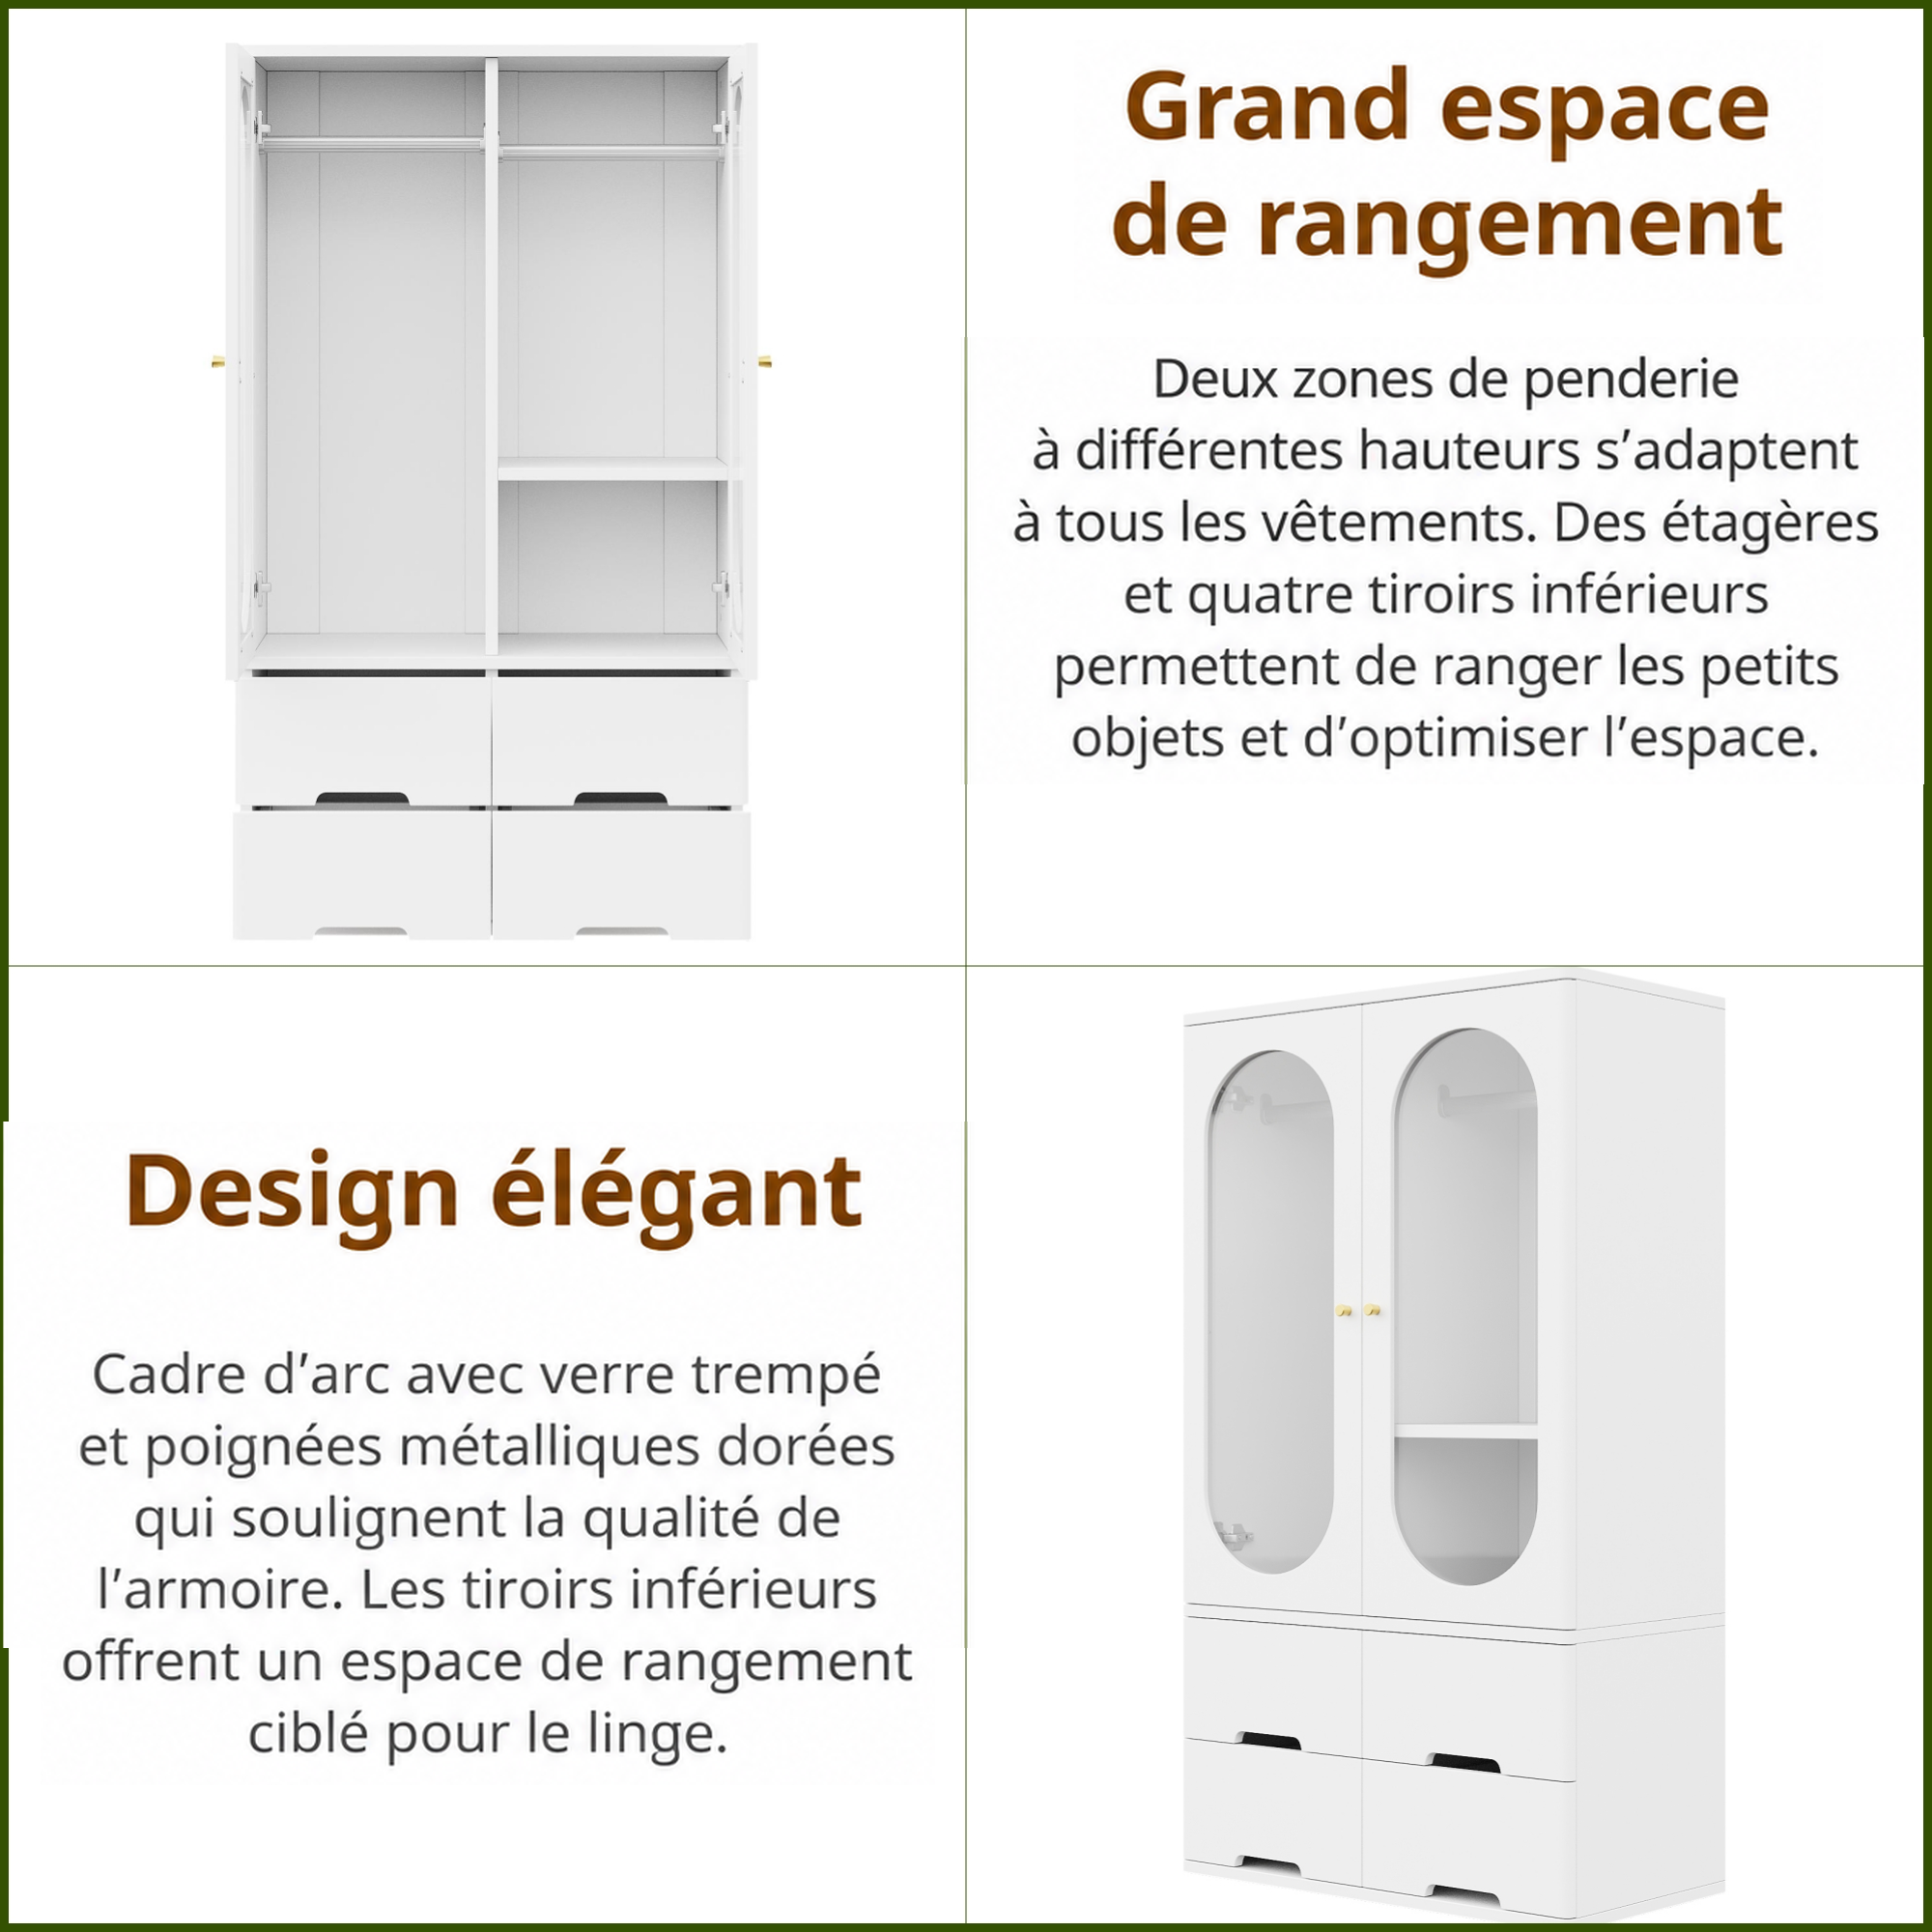 Grand espace
de rangement
Deux zones de penderie
à différentes hauteurs s’adaptent
à tous les vêtements. Des étagères
et quatre tiroirs inférieurs
permettent de ranger les petits
objets et d’optimiser l’espace.
Design élégant
Cadre d’arc avec verre trempé
et poignées métalliques dorées
qui soulignent la qualité de
l’armoire. Les tiroirs inférieurs
offrent un espace de rangement
ciblé pour le linge.